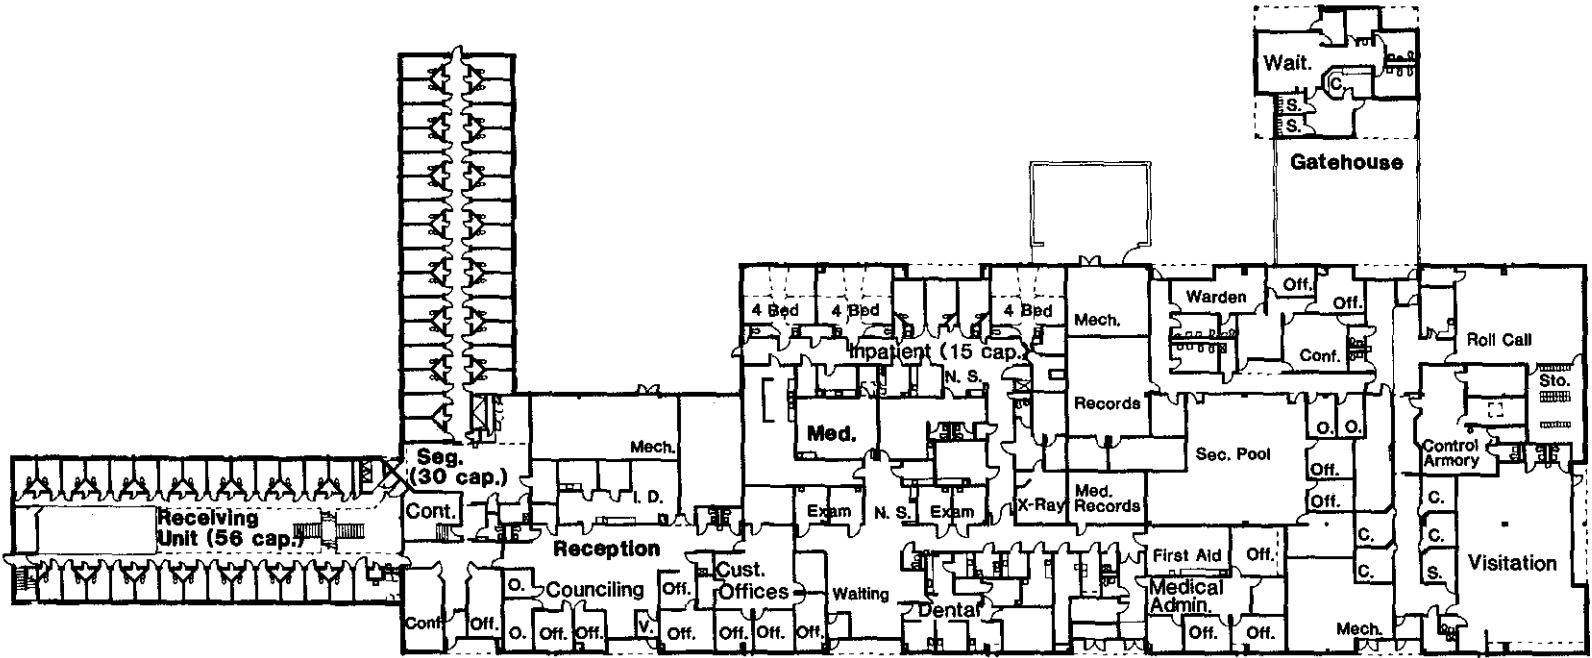 Wait.
C.
S.
S.
Gatehouse
4 Bed
4 Bed
4 Bed
Mech.
Warden
Off.
Off.
Inpatient (15 cap.)
Conf.
Roll Call
N. S.
Sto.
Records
O.
O.
Med.
Mech.
Sec. Pool
Control
Armory
Seg.
(30 cap.)
Off.
I. D.
Med.
Records
Off.
C.
Cont.
Exam
N. S.
Exam
X-Ray
Receiving
Unit (56 cap.)
Reception
C.
C.
First Aid
Off.
Visitation
Cust.
Offices
C.
S.
O.
Counciling
Off.
Waiting
Dental
Medical
Admin.
Conf.
Off.
O.
Off.
Off.
V.
Off.
Off.
Off.
Off.
Off.
Off.
Mech.